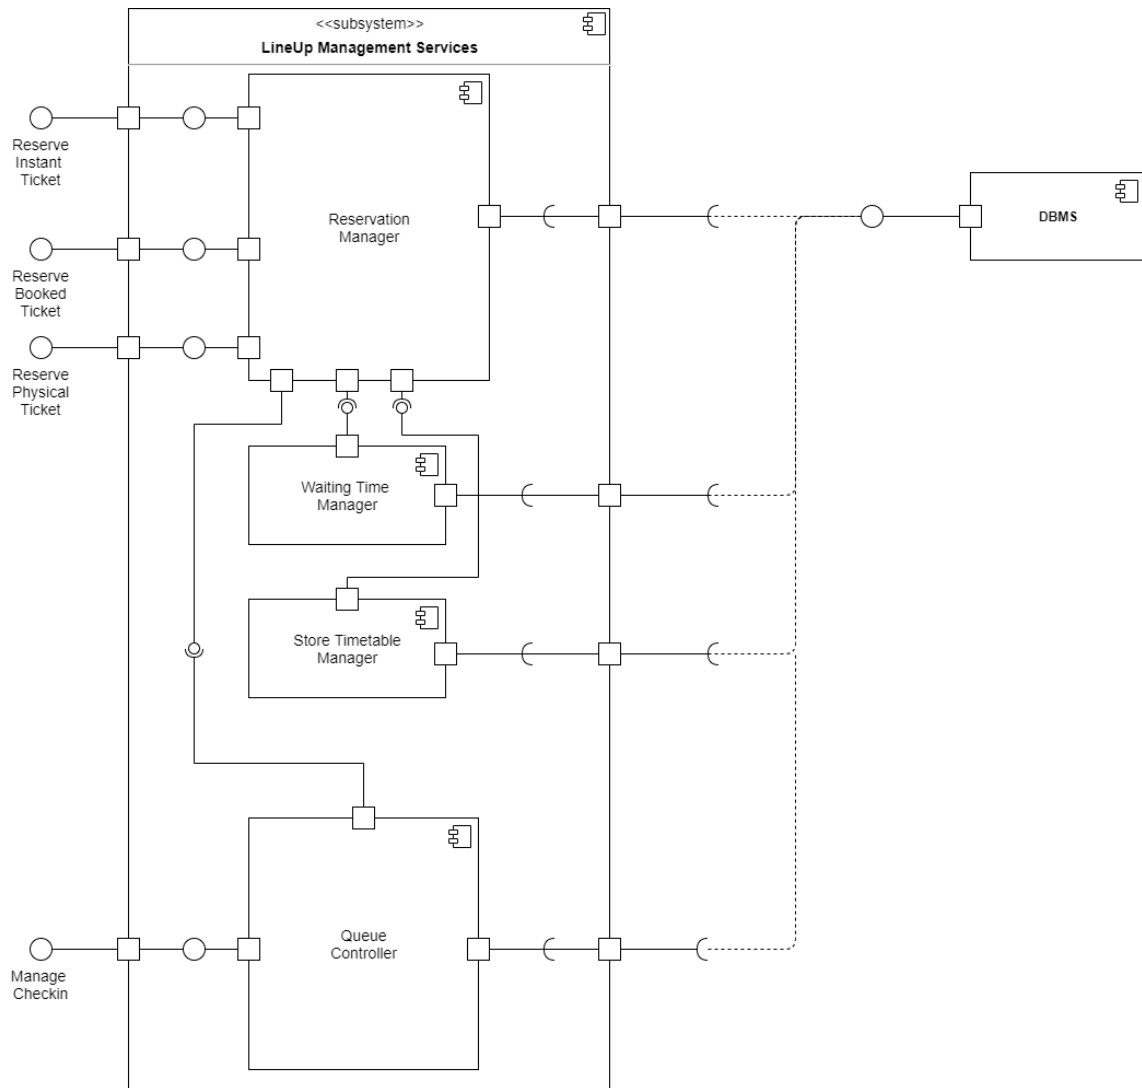 <<subsystem>>
LineUp Management Services
Reserve
Instant
Ticket
Reservation
Manager
DBMS
Reserve
Booked
Ticket
Reserve
Physical
Ticket
Waiting Time
Manager
Store Timetable
Manager
Queue
Controller
Manage
Checkin